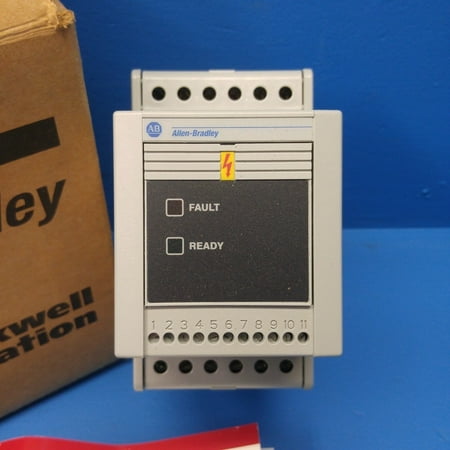 AB
Allen-Bradley
FAULT
READY
1 2 3 4 5 6 7 8 9 10 11
ley
kwell
ation